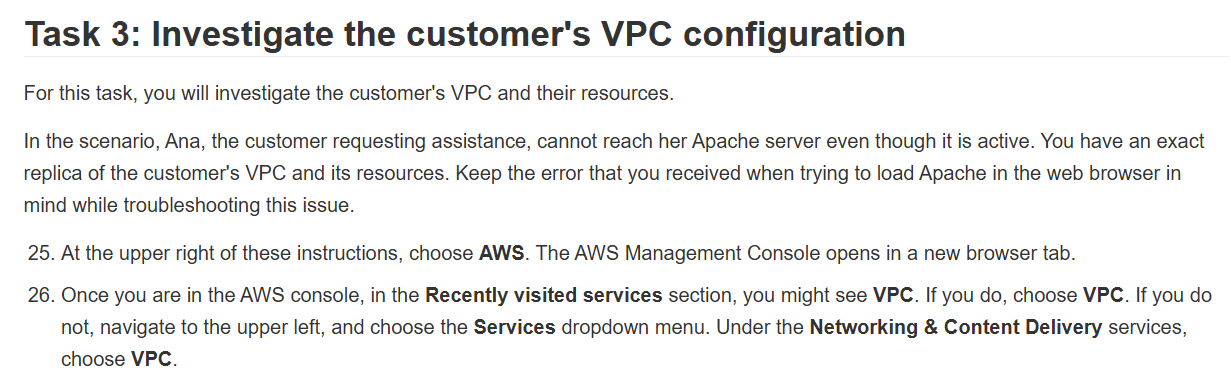 Task 3: Investigate the customer's VPC configuration
For this task, you will investigate the customer's VPC and their resources.
In the scenario, Ana, the customer requesting assistance, cannot reach her Apache server even though it is active. You have an exact
replica of the customer's VPC and its resources. Keep the error that you received when trying to load Apache in the web browser in
mind while troubleshooting this issue.
25. At the upper right of these instructions, choose AWS. The AWS Management Console opens in a new browser tab.
26. Once you are in the AWS console, in the Recently visited services section, you might see VPC. If you do, choose VPC. If you do
not, navigate to the upper left, and choose the Services dropdown menu. Under the Networking & Content Delivery services,
choose VPC.